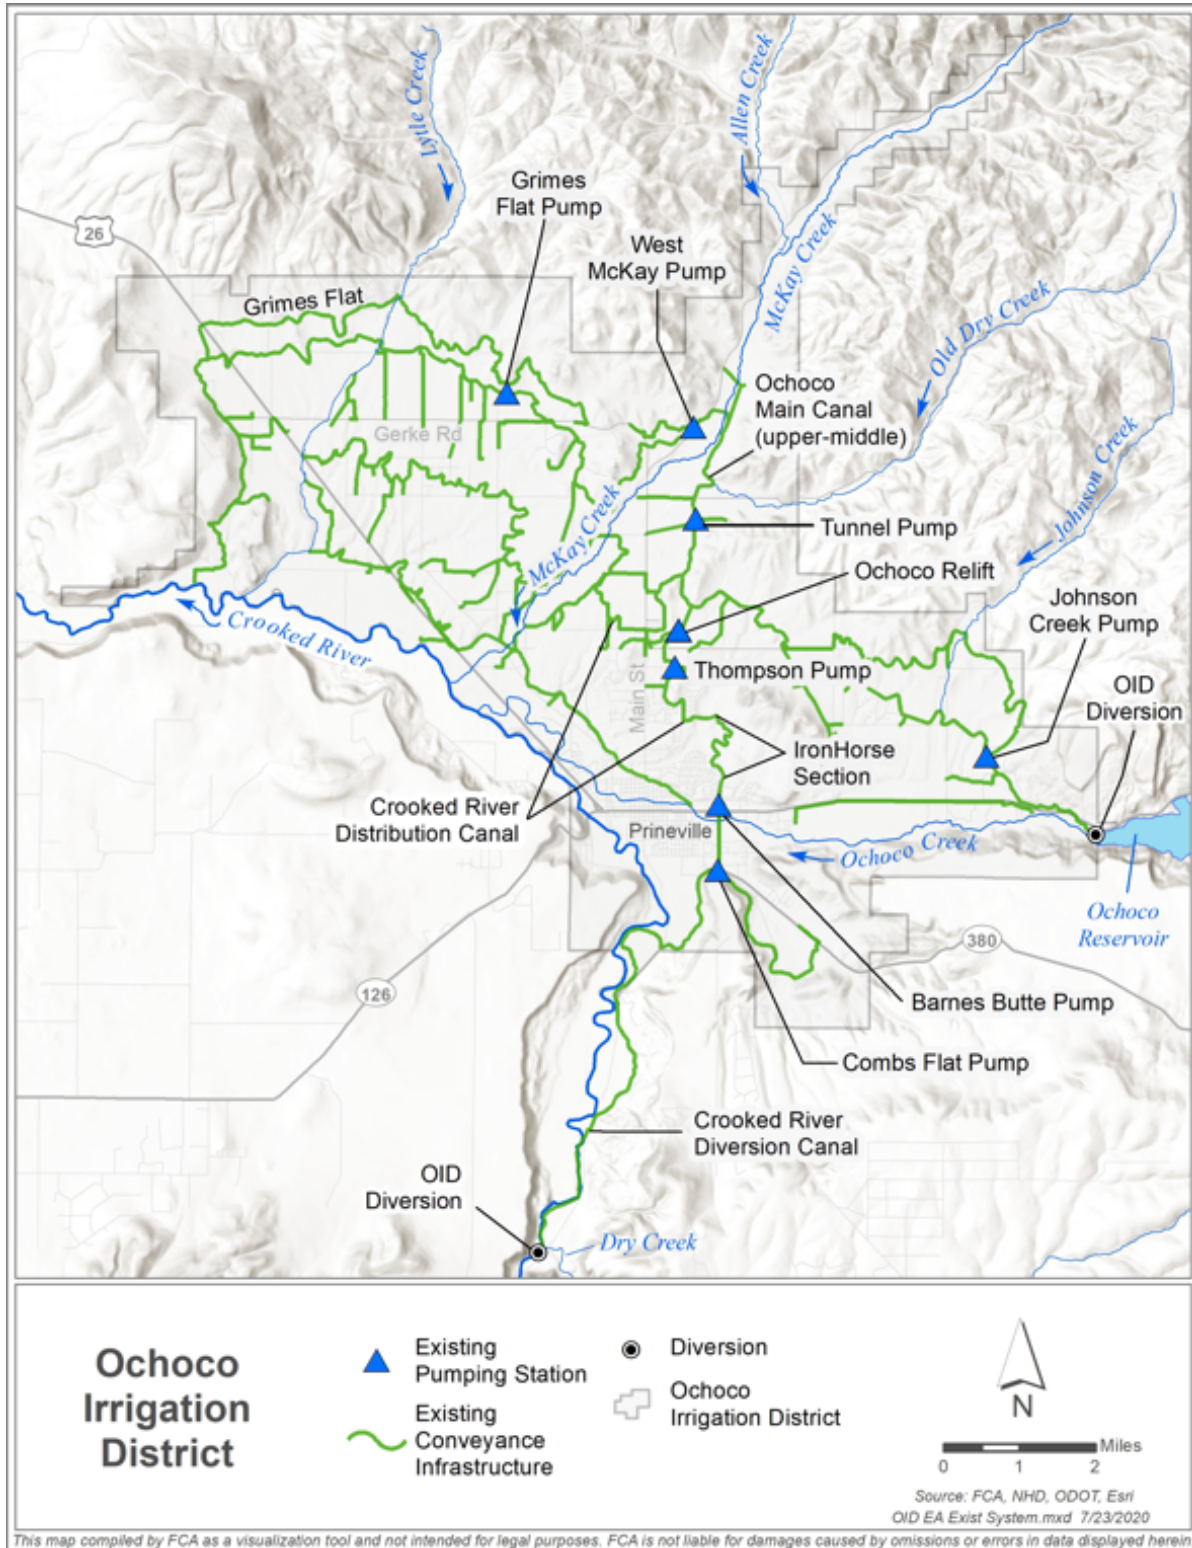 Lytle Creek
Allen Creek
Grimes
Flat Pump
26
West
McKay Pump
McKay Creek
Grimes Flat
Old Dry Creek
Ochoco
Main Canal
(upper-middle)
Gerke Rd
Johnson Creek
McKay Creek
Tunnel Pump
Ochoco Relift
Johnson
Creek Pump
Crooked River
Main St
Thompson Pump
OID
Diversion
IronHorse
Section
Crooked River
Distribution Canal
Prineville
Ochoco Creek
Ochoco
Reservoir
380
126
Barnes Butte Pump
Combs Flat Pump
Crooked River
Diversion Canal
OID
Diversion
Dry Creek
Ochoco
Irrigation
District
Existing
Pumping Station
Existing
Conveyance
Infrastructure
Diversion
Ochoco
Irrigation District
N
Miles
0 1 2
Source: FCA, NHD, ODOT, Esri
OID EA Exist System.mxd 7/23/2020
This map compiled by FCA as a visualization tool and not intended for legal purposes. FCA is not liable for damages caused by omissions or errors in data displayed herein